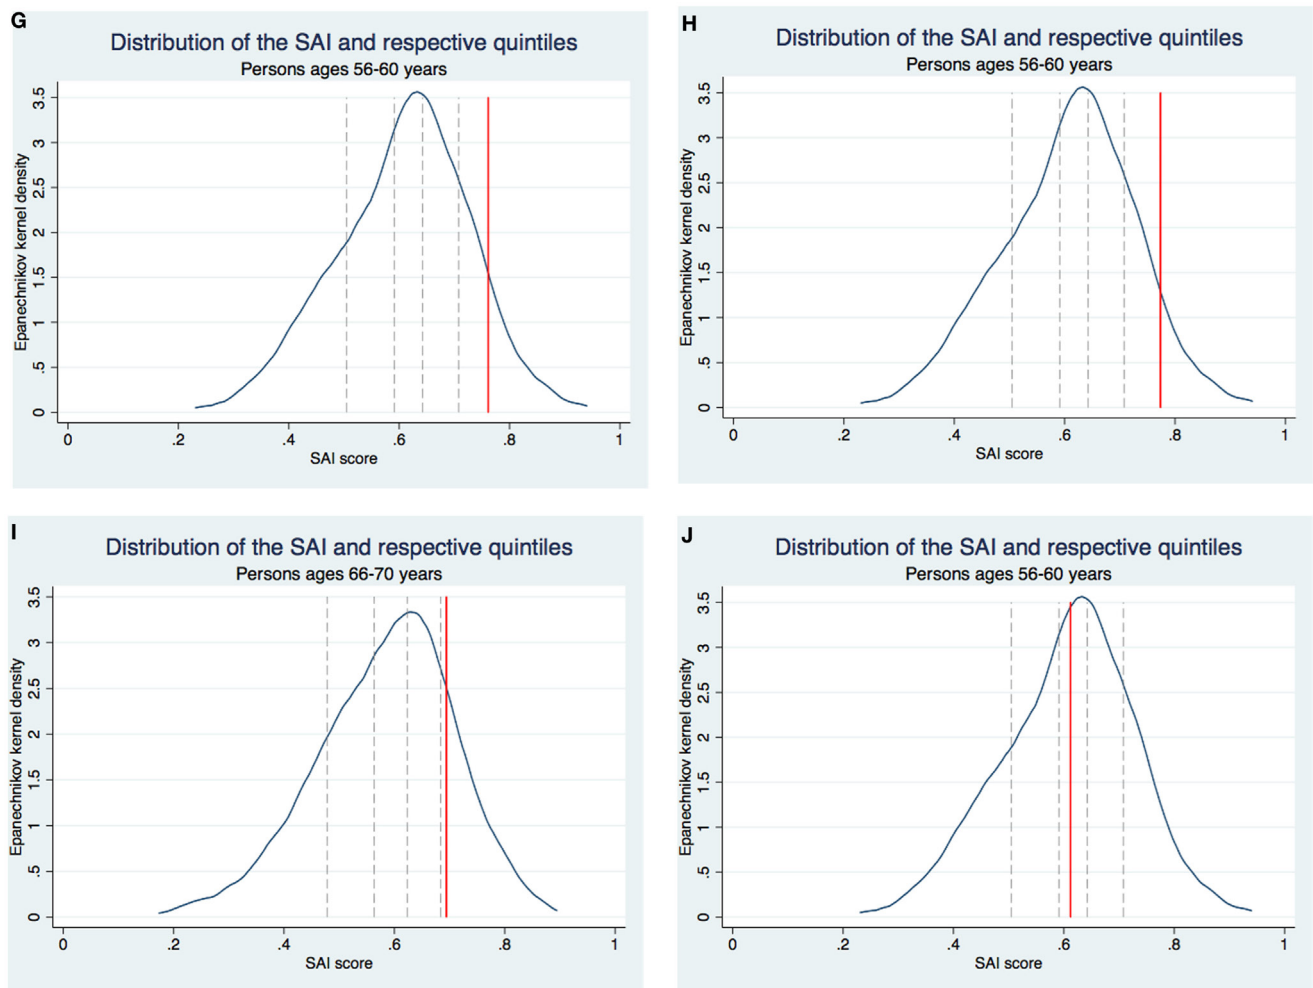 G
Distribution of the SAI and respective quintiles
Persons ages 56-60 years
Epanechnikov kernel density
3.5
3
2.5
2
1.5
1
.5
0
0 .2 .4 .6 .8 1
SAI score
H
Distribution of the SAI and respective quintiles
Persons ages 56-60 years
Epanechnikov kernel density
3.5
3
2.5
2
1.5
1
.5
0
0 .2 .4 .6 .8 1
SAI score
I
Distribution of the SAI and respective quintiles
Persons ages 66-70 years
Epanechnikov kernel density
3.5
3
2.5
2
1.5
1
.5
0
0 .2 .4 .6 .8 1
SAI score
J
Distribution of the SAI and respective quintiles
Persons ages 56-60 years
Epanechnikov kernel density
3.5
3
2.5
2
1.5
1
.5
0
0 .2 .4 .6 .8 1
SAI score